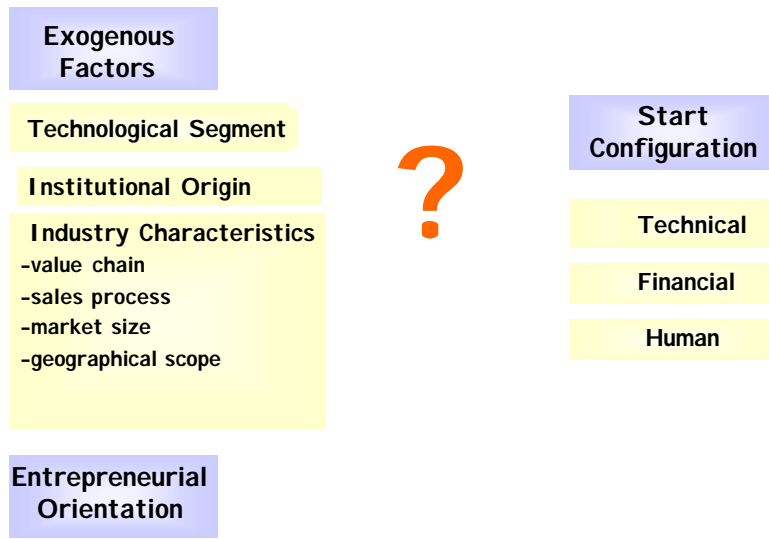 Exogenous
Factors
Technological Segment
Institutional Origin
Industry Characteristics
-value chain
-sales process
-market size
-geographical scope
Entrepreneurial
Orientation
?
Start
Configuration
Technical
Financial
Human